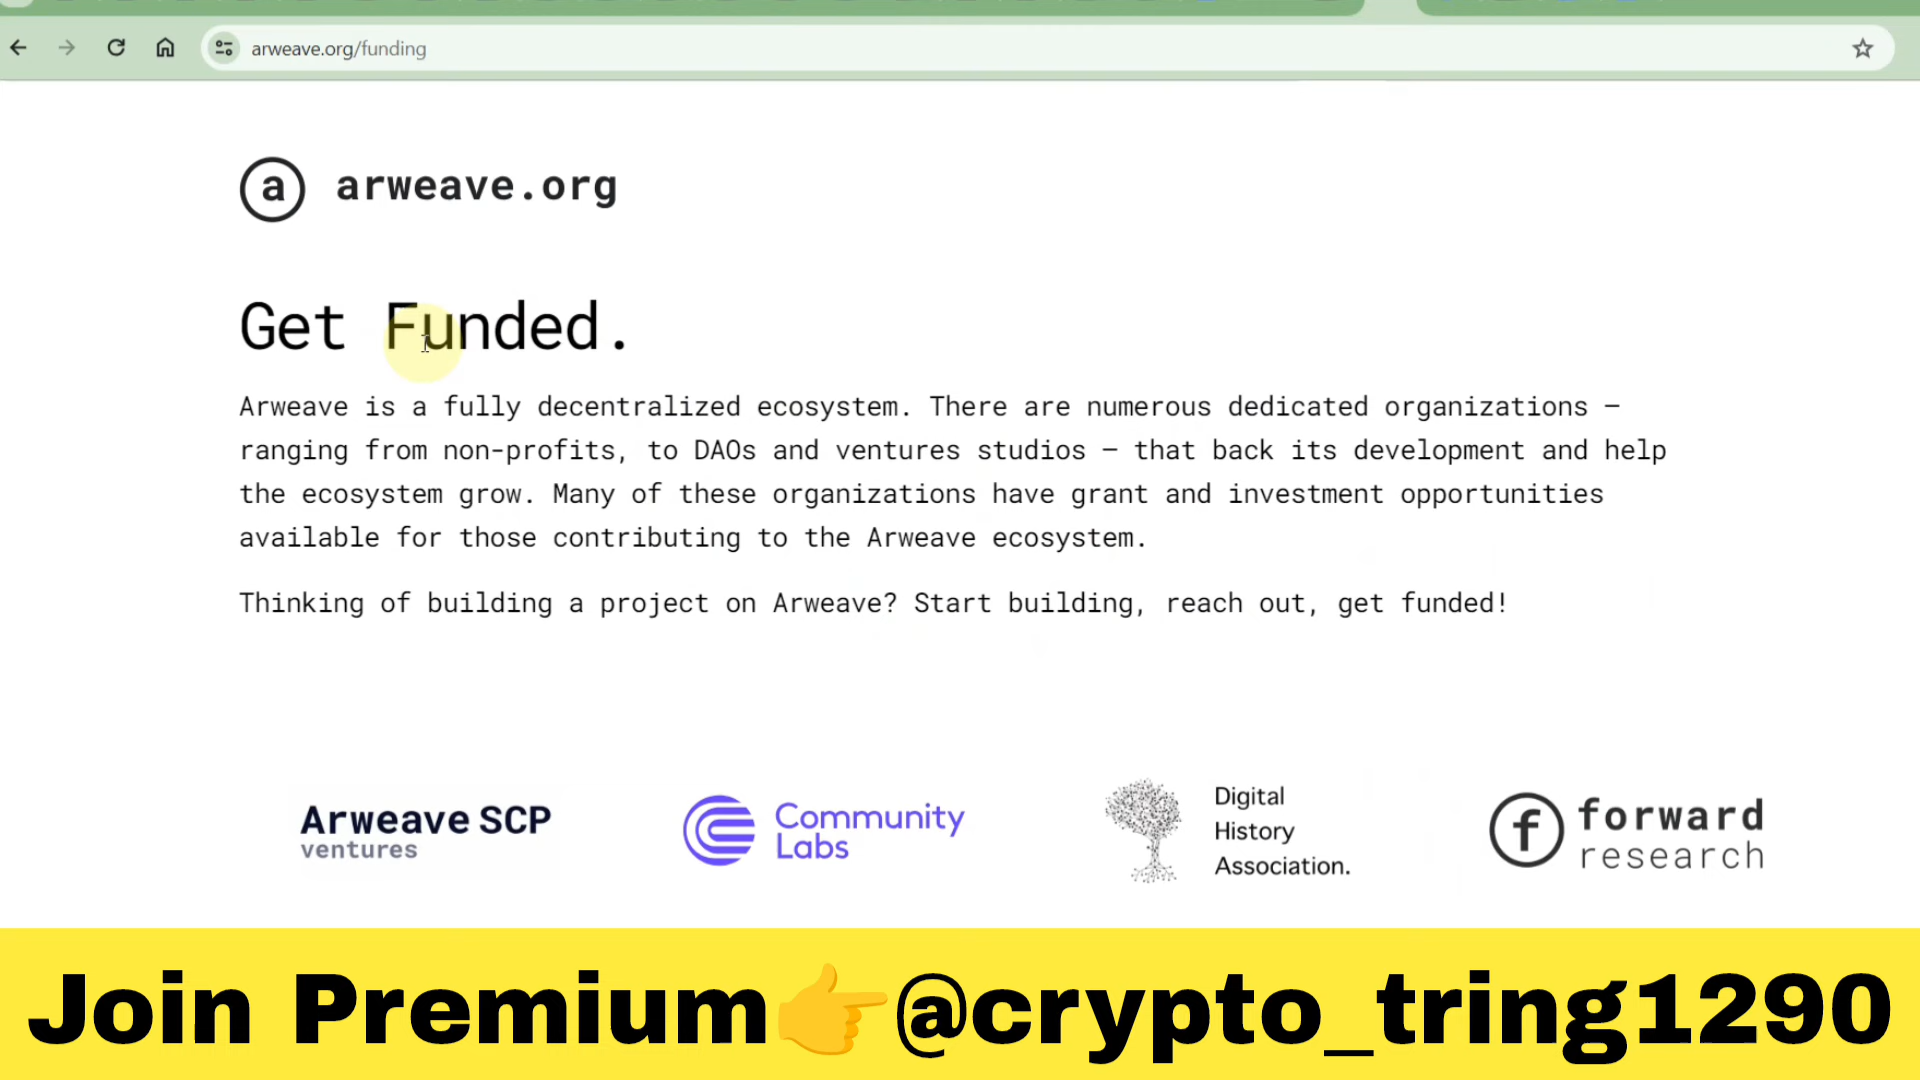 arweave.org/funding
a arweave.org
Get Funded.
Arweave is a fully decentralized ecosystem. There are numerous dedicated organizations —
ranging from non-profits, to DAOs and ventures studios — that back its development and help
the ecosystem grow. Many of these organizations have grant and investment opportunities
available for those contributing to the Arweave ecosystem.
Thinking of building a project on Arweave? Start building, reach out, get funded!
Arweave SCP
ventures
Community
Labs
Digital
History
Association.
f forward
research
Join Premium👉@crypto_tring1290